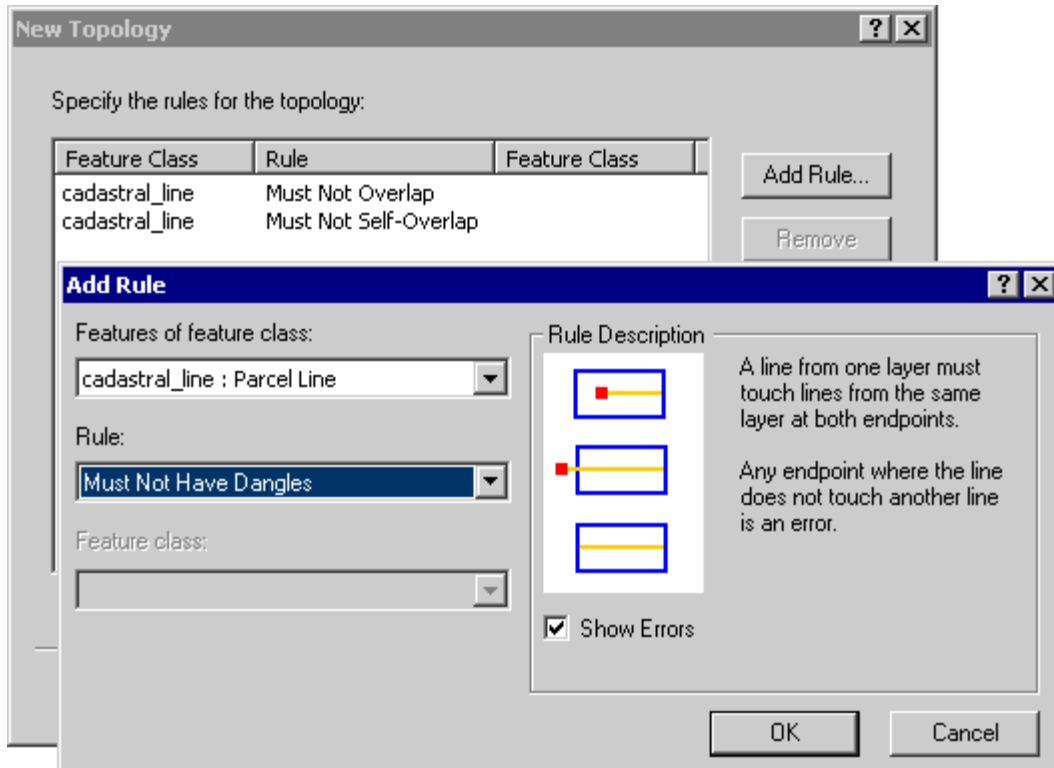 New Topology
Specify the rules for the topology:
Feature Class Rule Feature Class
cadastral_line Must Not Overlap
cadastral_line Must Not Self-Overlap
Add Rule...
Remove
Add Rule
Features of feature class:
cadastral_line : Parcel Line
Rule:
Must Not Have Dangles
Feature class:
Rule Description
A line from one layer must
touch lines from the same
layer at both endpoints.
Any endpoint where the line
does not touch another line
is an error.
Show Errors
OK
Cancel